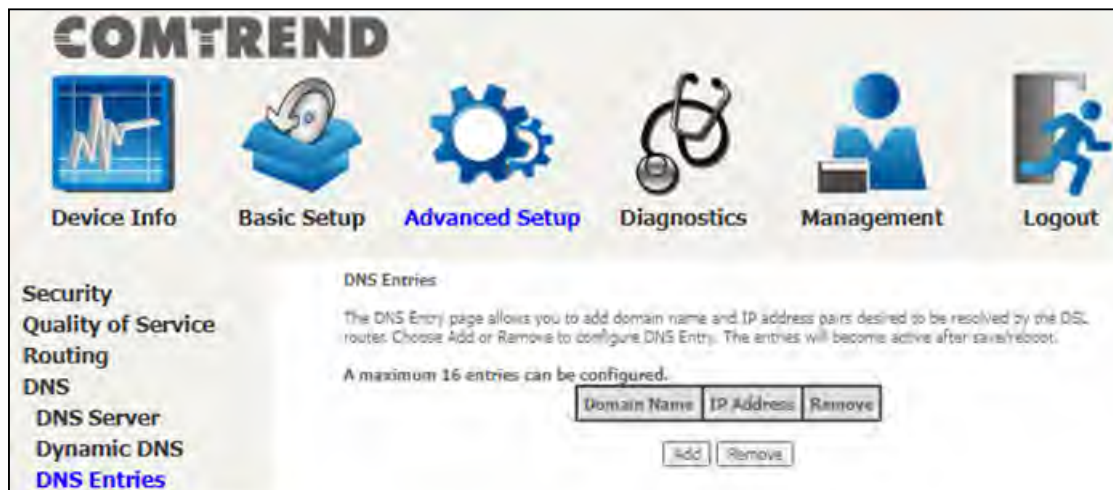 COMTREND
Device Info
Basic Setup
Advanced Setup
Diagnostics
Management
Logout
Security
Quality of Service
Routing
DNS
DNS Server
Dynamic DNS
DNS Entries
DNS Entries
The DNS Entry page allows you to add domain name and IP address pairs desired to be resolved by the DSL
router. Choose Add or Remove to configure DNS Entry. The entries will become active after save/reboot.
A maximum 16 entries can be configured.
Domain Name IP Address Remove
Add Remove